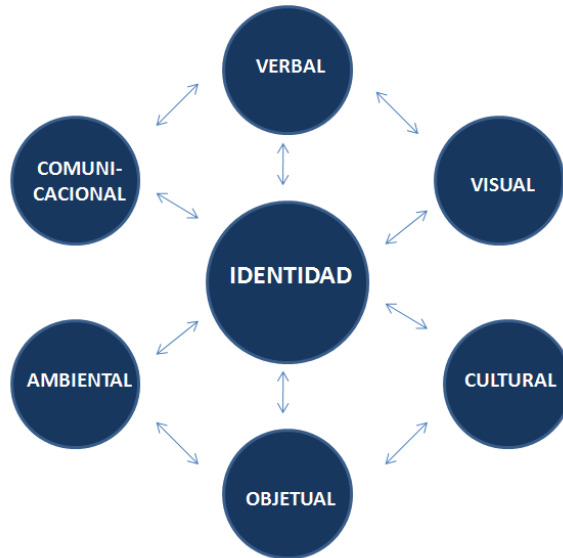 VERBAL
COMUNI-
CACIONAL
VISUAL
IDENTIDAD
AMBIENTAL
CULTURAL
OBJETUAL